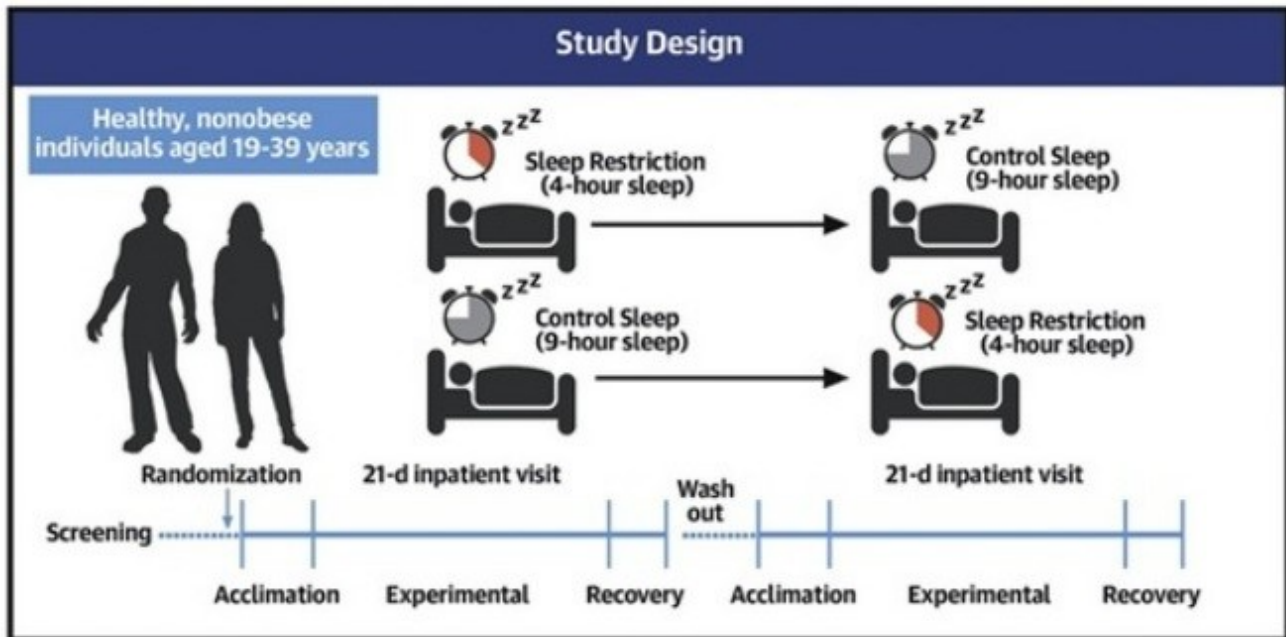 Study Design
Healthy, nonobese
individuals aged 19-39 years
zzz
Sleep Restriction
(4-hour sleep)
zzz
Control Sleep
(9-hour sleep)
zzz
Control Sleep
(9-hour sleep)
zzz
Sleep Restriction
(4-hour sleep)
Randomization
21-d inpatient visit
Wash
out
21-d inpatient visit
Screening
Acclimation
Experimental
Recovery
Acclimation
Experimental
Recovery